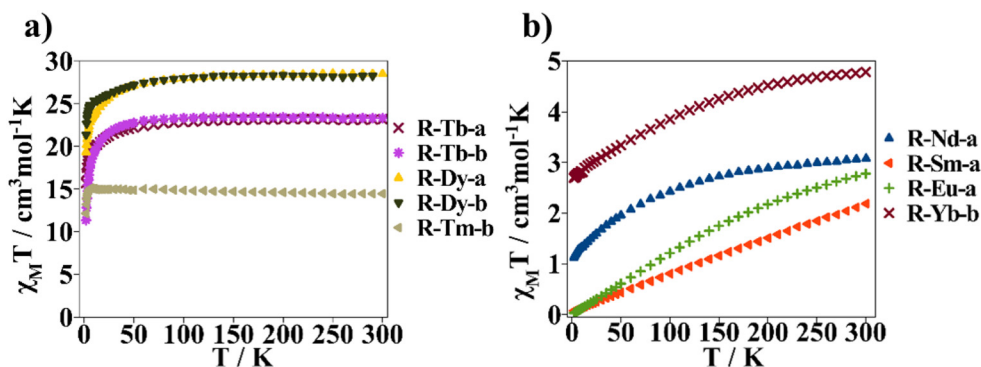 a)
30
25
20
15
10
5
0
χ_M T / cm³mol⁻¹K
0 50 100 150 200 250 300
T / K
R-Tb-a
R-Tb-b
R-Dy-a
R-Dy-b
R-Tm-b
b)
5
4
3
2
1
0
χ_M T / cm³mol⁻¹K
0 50 100 150 200 250 300
T / K
R-Nd-a
R-Sm-a
R-Eu-a
R-Yb-b